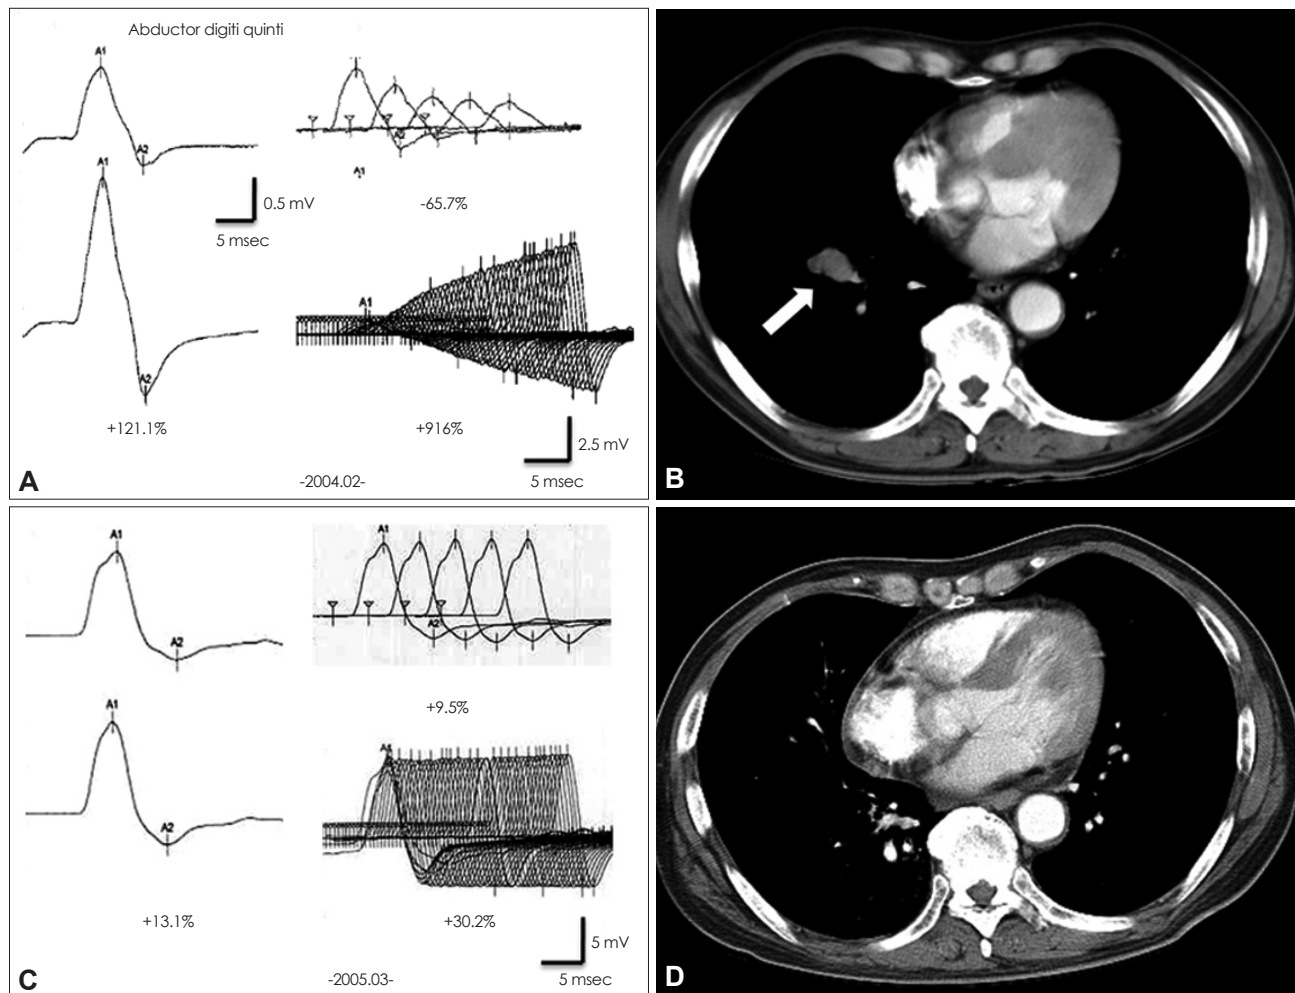 Abductor digiti quinti
A1
A2
0.5 mV
5 msec
A1
A2
+121.1%
A2
A1
-65.7%
A1
+916%
2.5 mV
5 msec
-2004.02-
A
B
A1
A2
A1
A2
+9.5%
A1
A2
+13.1%
A1
+30.2%
5 mV
5 msec
-2005.03-
C
D